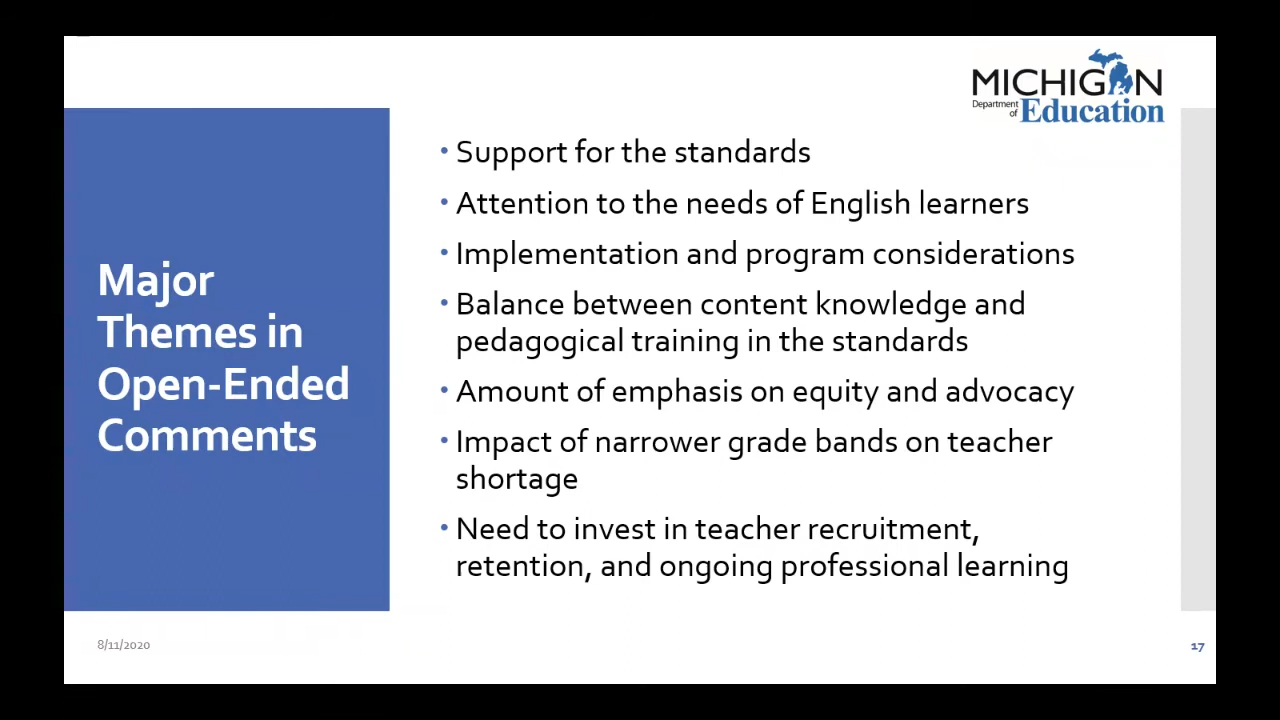 MICHIGAN
Department of Education
Major
Themes in
Open-Ended
Comments
• Support for the standards
• Attention to the needs of English learners
• Implementation and program considerations
• Balance between content knowledge and
pedagogical training in the standards
• Amount of emphasis on equity and advocacy
• Impact of narrower grade bands on teacher
shortage
• Need to invest in teacher recruitment,
retention, and ongoing professional learning
8/11/2020
17